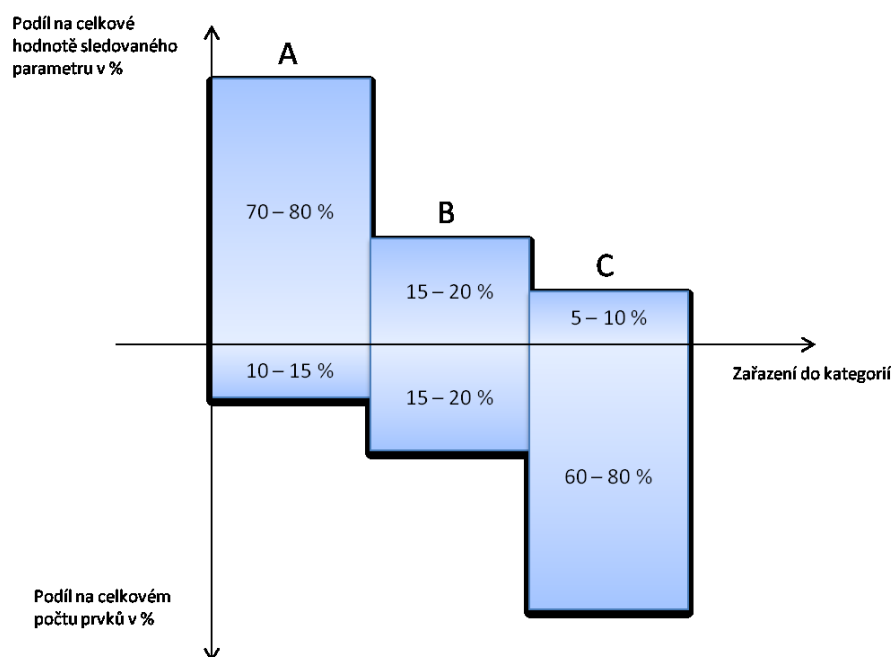 Podíl na celkové
hodnotě sledovaného
parametru v %
A
70 – 80 %
B
15 – 20 %
C
5 – 10 %
10 – 15 %
15 – 20 %
60 – 80 %
Zařazení do kategorií
Podíl na celkovém
počtu prvků v %